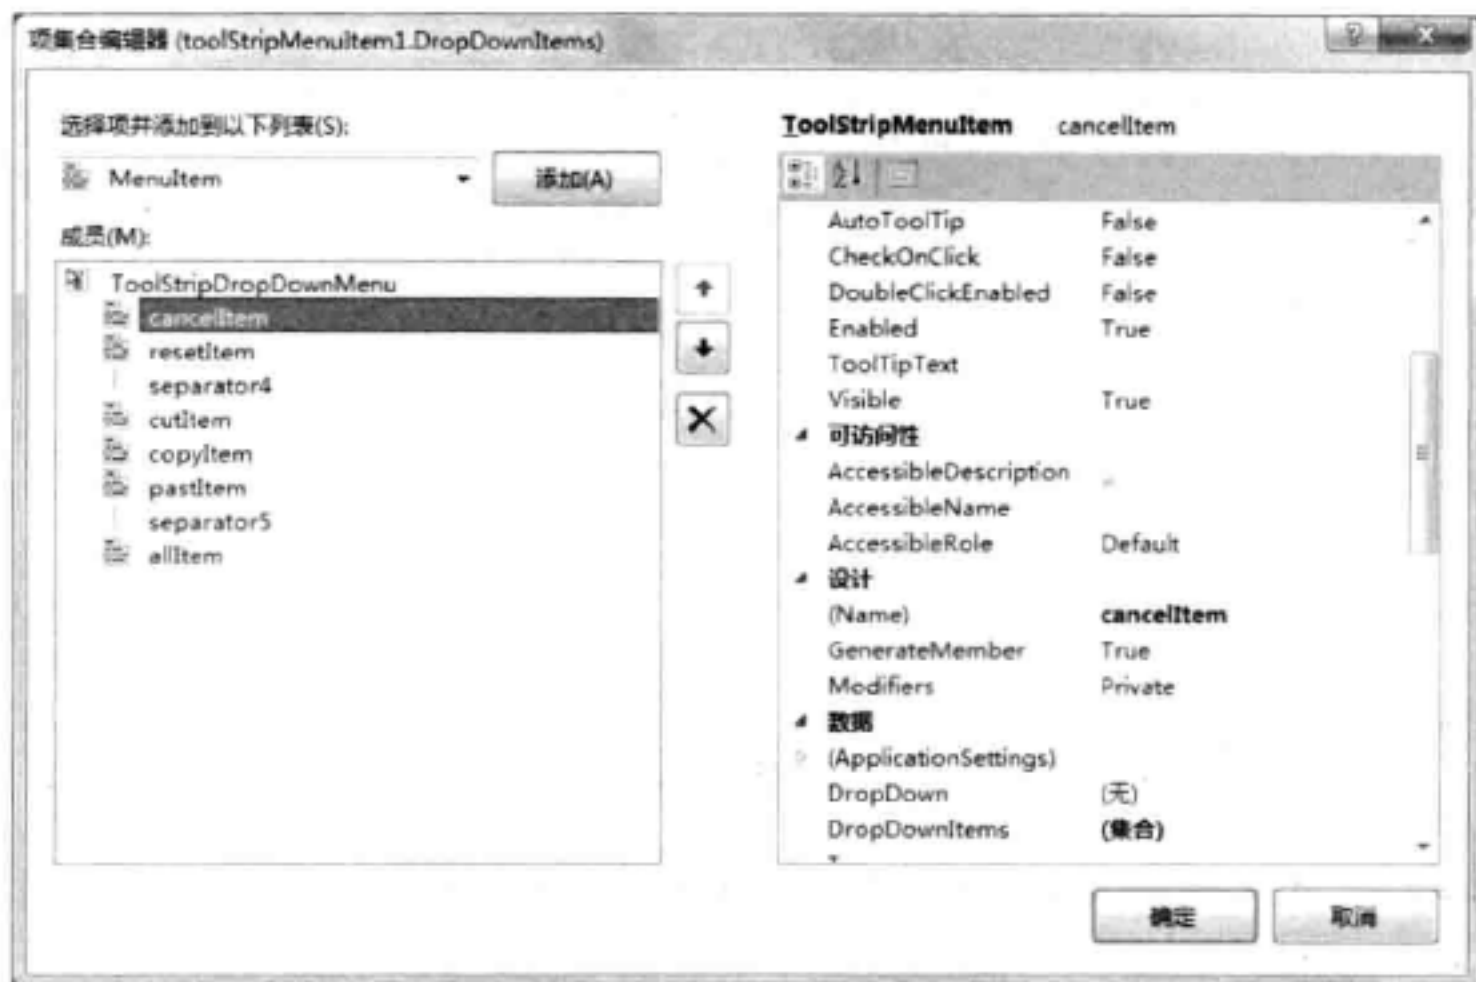 项集合编辑器 (toolStripMenuItem1.DropDownItems)
选择项并添加到以下列表(S):
MenuItem
添加(A)
成员(M):
ToolStripDropDownMenu
cancelItem
resetItem
separator4
cutItem
copyItem
pastItem
separator5
allItem
ToolStripMenuItem cancelItem
AutoToolTip False
CheckOnClick False
DoubleClickEnabled False
Enabled True
ToolTipText
Visible True
可访问性
AccessibleDescription
AccessibleName
AccessibleRole Default
设计
(Name) cancelItem
GenerateMember True
Modifiers Private
数据
(ApplicationSettings)
DropDown (无)
DropDownItems (集合)
确定
取消